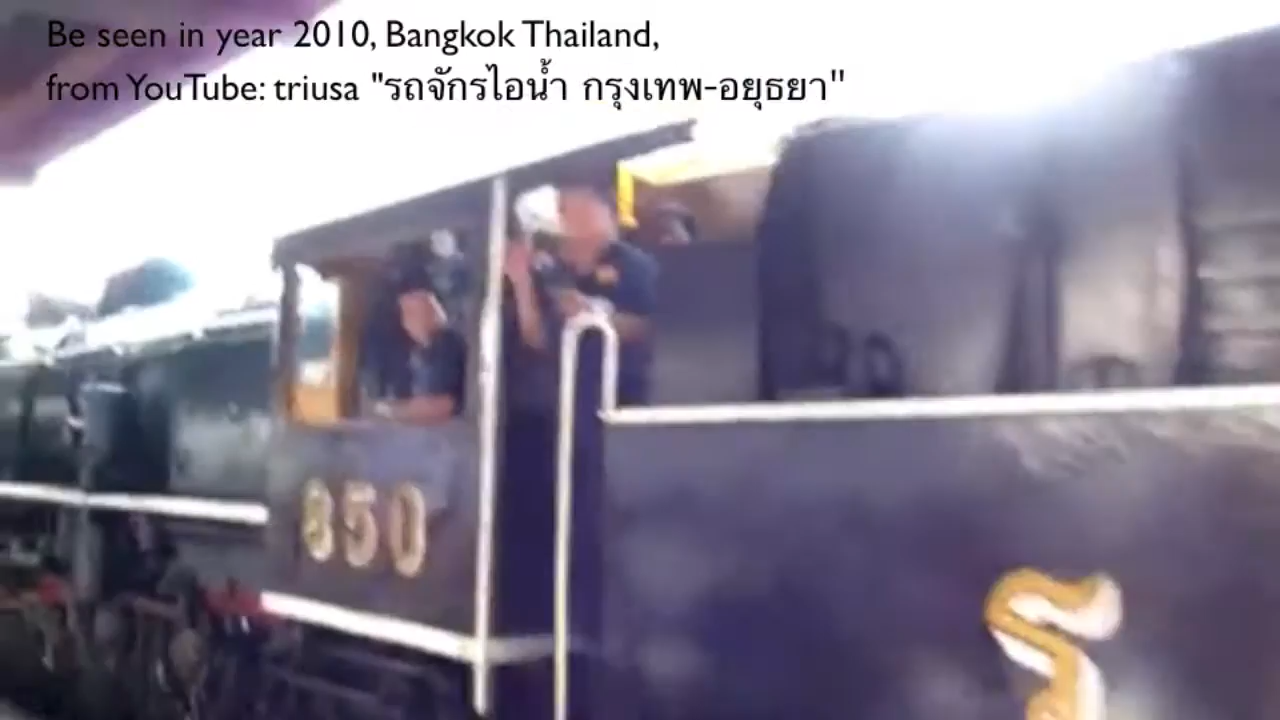 Be seen in year 2010, Bangkok Thailand,
from YouTube: triusa "รถจักรไอน้ำ กรุงเทพ-อยุธยา"
850
ร